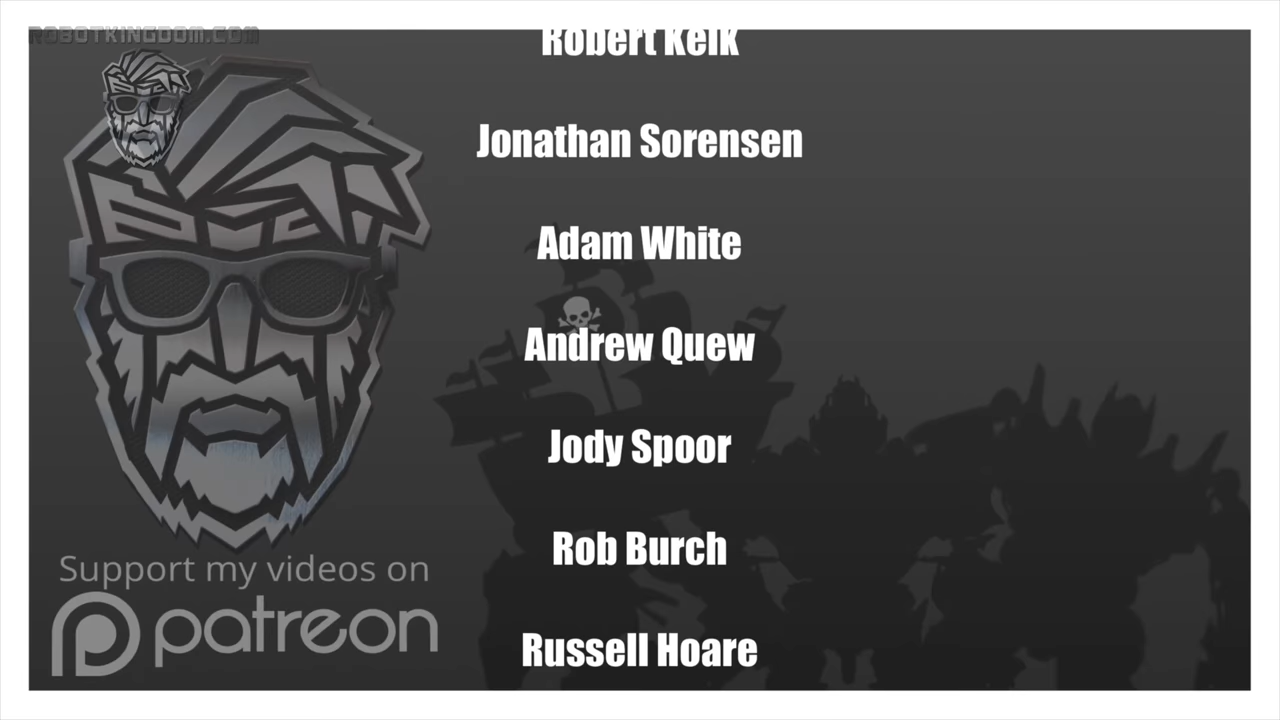 ROBOTKINGDOM.COM
Robert Kelk
Jonathan Sorensen
Adam White
Andrew Quew
Jody Spoor
Rob Burch
Russell Hoare
Support my videos on
patreon